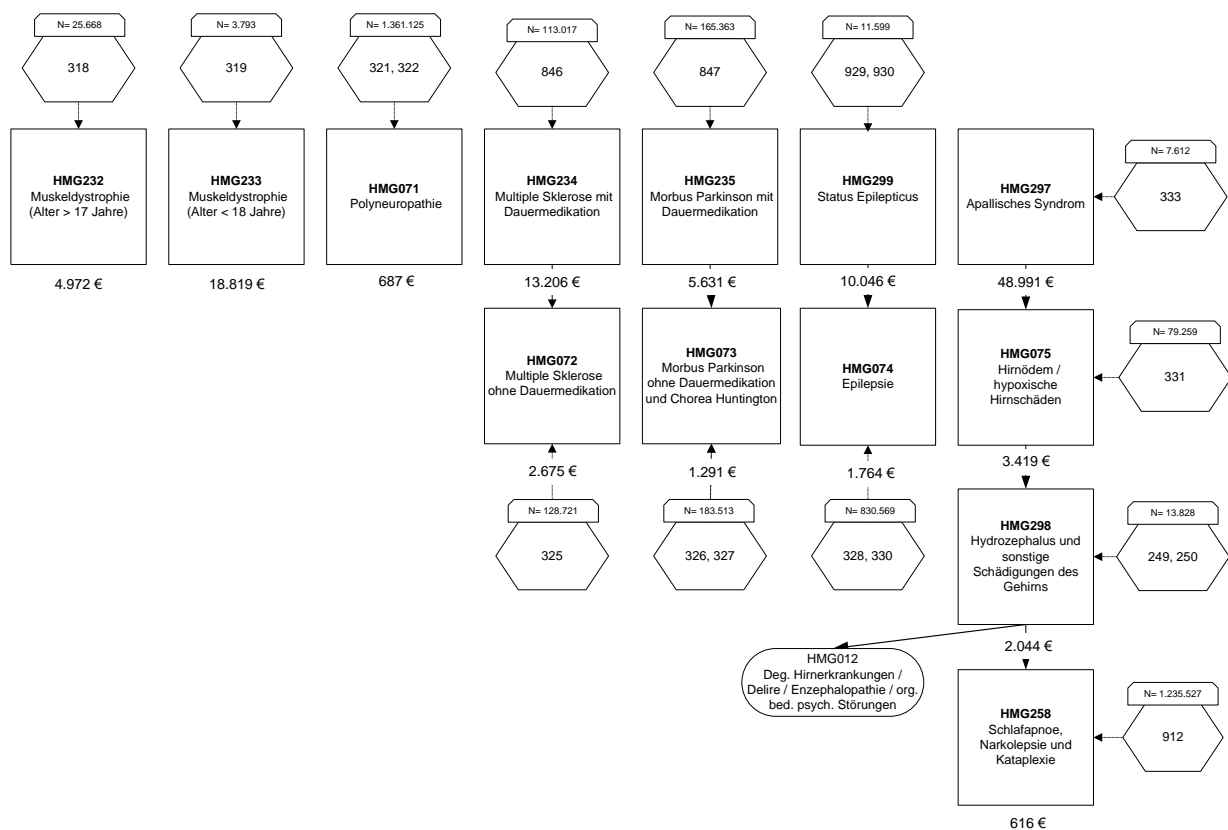 N= 25.668
318
HMG232
Muskeldystrophie
(Alter > 17 Jahre)
4.972 €
N= 3.793
319
HMG233
Muskeldystrophie
(Alter < 18 Jahre)
18.819 €
N= 1.361.125
321, 322
HMG071
Polyneuropathie
687 €
N= 113.017
846
HMG234
Multiple Sklerose mit
Dauermedikation
13.206 €
HMG072
Multiple Sklerose
ohne Dauermedikation
2.675 €
N= 128.721
325
N= 165.363
847
HMG235
Morbus Parkinson mit
Dauermedikation
5.631 €
HMG073
Morbus Parkinson
ohne Dauermedikation
und Chorea Huntington
1.291 €
N= 183.513
326, 327
N= 11.599
929, 930
HMG299
Status Epilepticus
10.046 €
HMG074
Epilepsie
1.764 €
N= 830.569
328, 330
HMG297
Apallisches Syndrom
N= 7.612
333
48.991 €
HMG075
Hirnödem /
hypoxische
Hirnschäden
N= 79.259
331
3.419 €
HMG298
Hydrozephalus und
sonstige
Schädigungen des
Gehirns
N= 13.828
249, 250
2.044 €
HMG012
Deg. Hirnerkrankungen /
Delire / Enzephalopathie / org.
bed. psych. Störungen
HMG258
Schlafapnoe,
Narkolepsie und
Kataplexie
N= 1.235.527
912
616 €